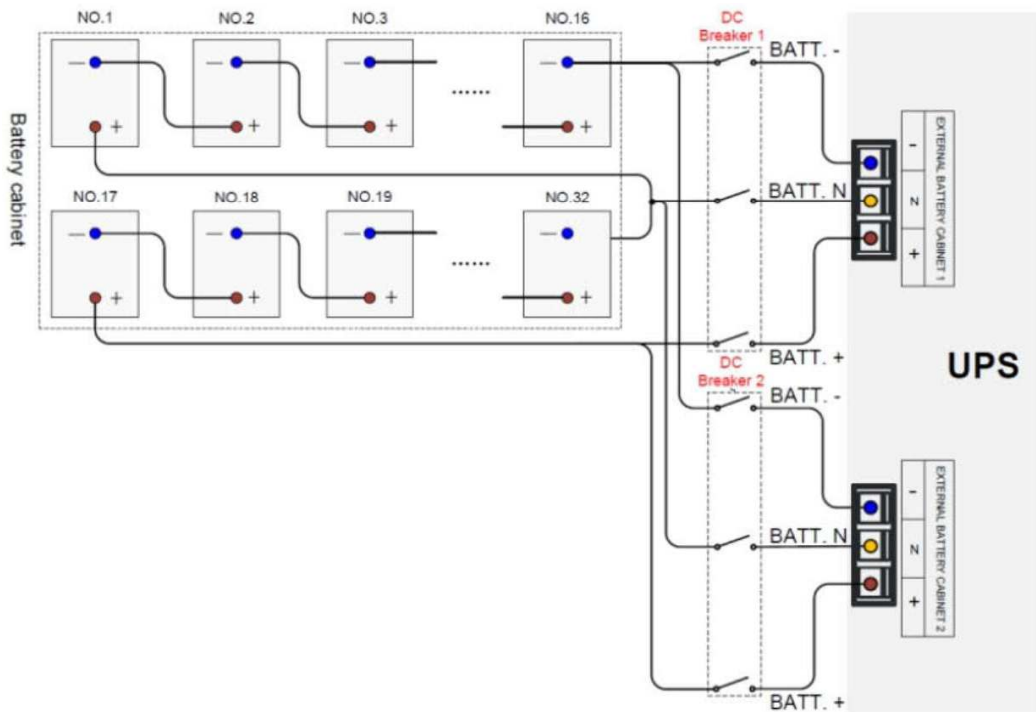 NO.1
NO.2
NO.3
NO.16
— +
— +
— +
......
— +
Battery cabinet
NO.17
NO.18
NO.19
NO.32
— +
— +
— +
......
— +
DC
Breaker 1
BATT. -
BATT. N
BATT. +
- N +
EXTERNAL BATTERY CABINET 1
UPS
DC
Breaker 2
BATT. -
BATT. N
BATT. +
- N +
EXTERNAL BATTERY CABINET 2